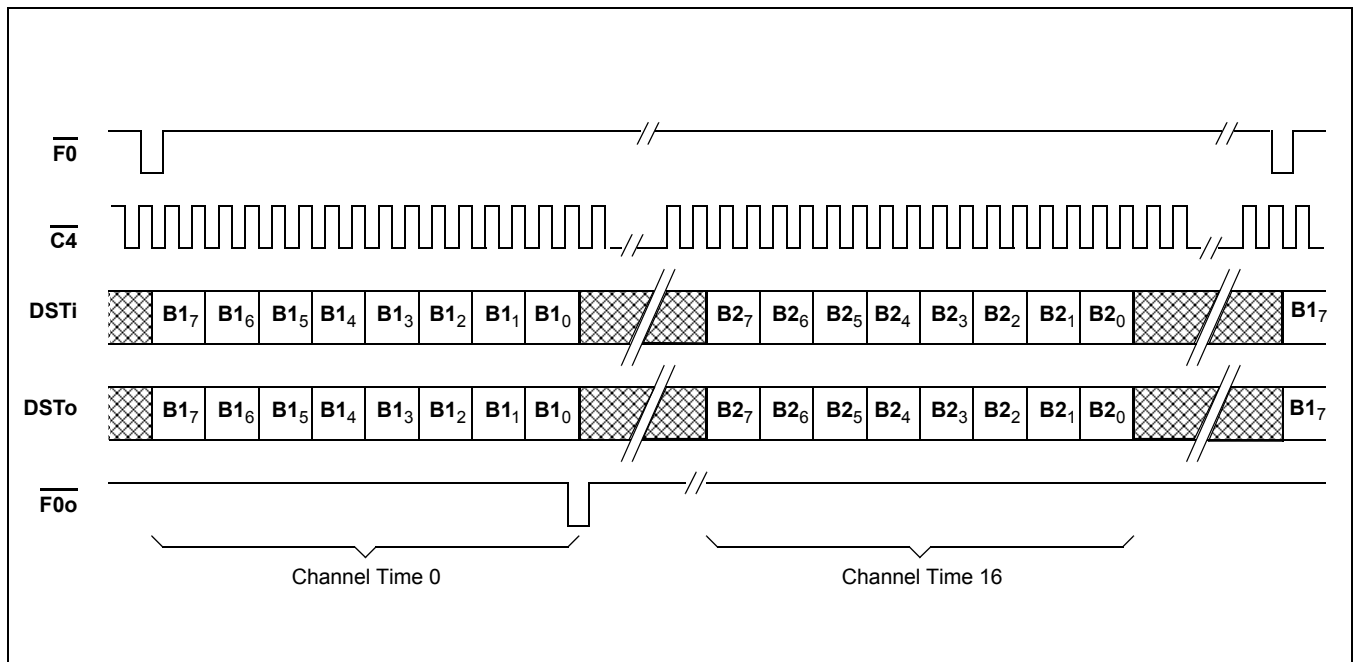 F0
C4
DSTi B17 B16 B15 B14 B13 B12 B11 B10 B27 B26 B25 B24 B23 B22 B21 B20 B17
DSTo B17 B16 B15 B14 B13 B12 B11 B10 B27 B26 B25 B24 B23 B22 B21 B20 B17
F0o
Channel Time 0 Channel Time 16